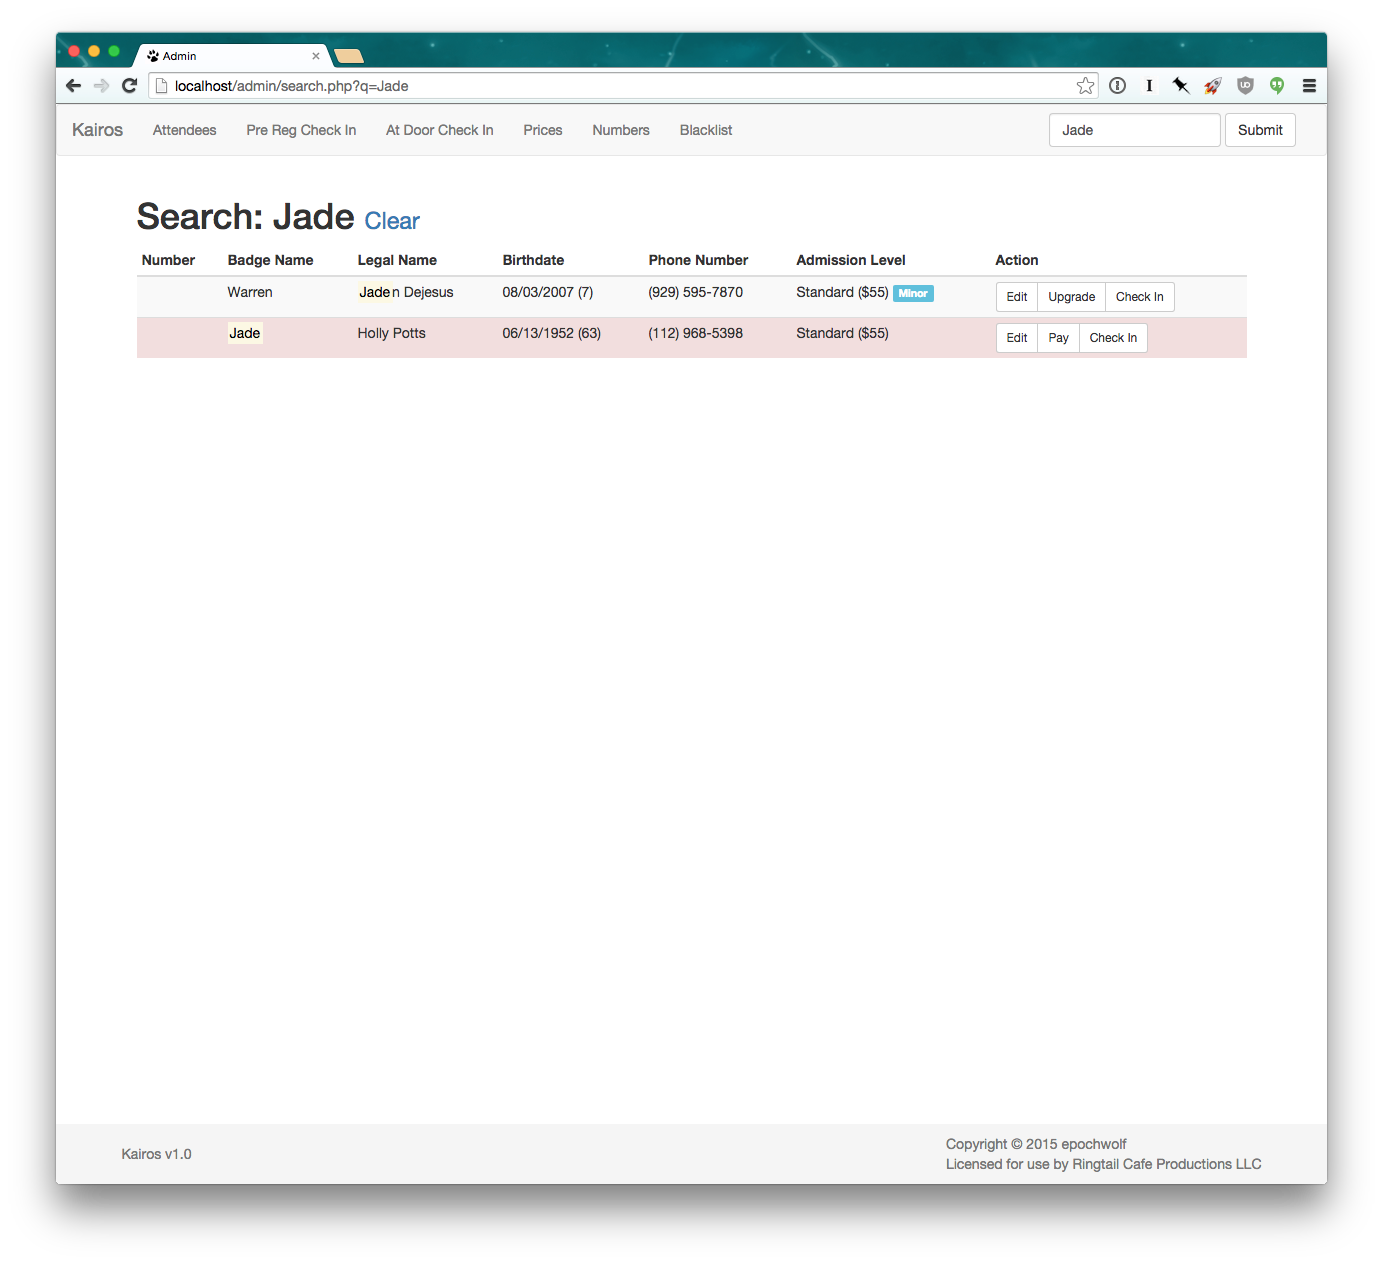 Admin
localhost/admin/search.php?q=Jade
Kairos Attendees Pre Reg Check In At Door Check In Prices Numbers Blacklist Jade Submit
Search: Jade Clear
Number Badge Name Legal Name Birthdate Phone Number Admission Level Action
Warren Jaden Dejesus 08/03/2007 (7) (929) 595-7870 Standard ($55) Minor Edit Upgrade Check In
Jade Holly Potts 06/13/1952 (63) (112) 968-5398 Standard ($55) Edit Pay Check In
Kairos v1.0
Copyright © 2015 epochwolf
Licensed for use by Ringtail Cafe Productions LLC